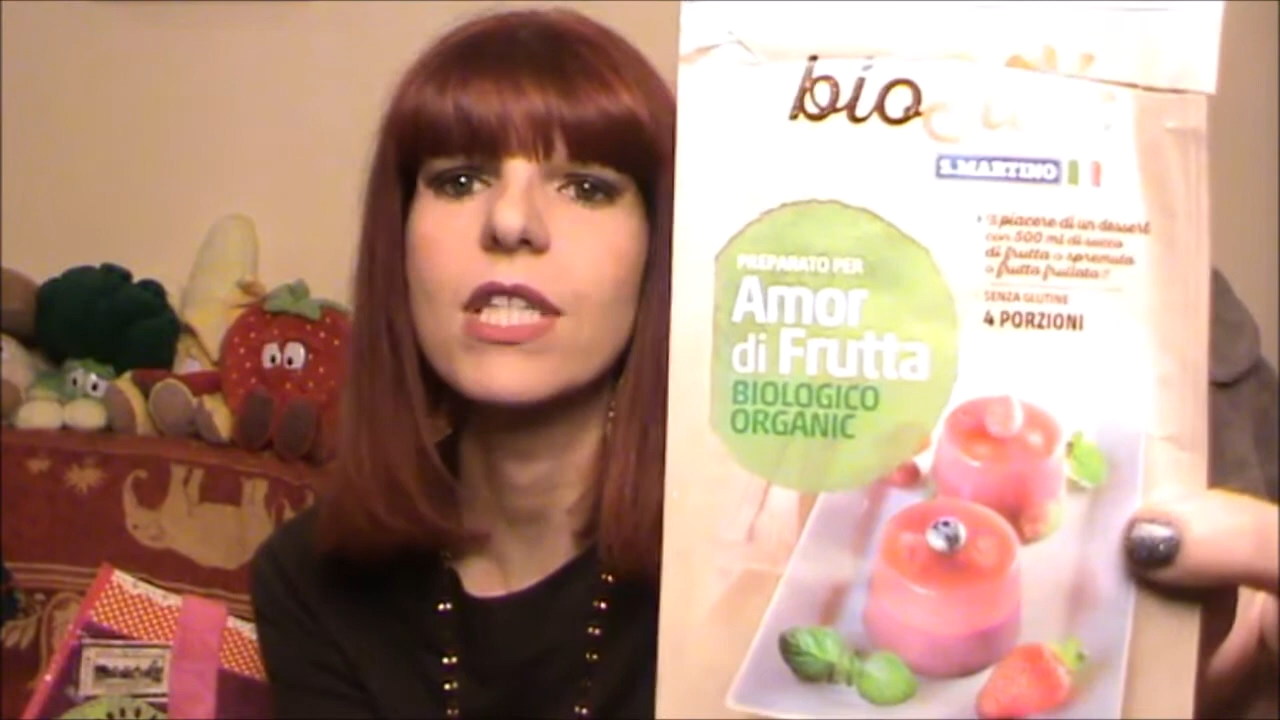 bio
S.MARTINO
Il piacere di un dessert
con 500 ml di succo
di frutta o spremuta
o frutta frullata!!
SENZA GLUTINE
4 PORZIONI
PREPARATO PER
Amor
di Frutta
BIOLOGICO
ORGANIC